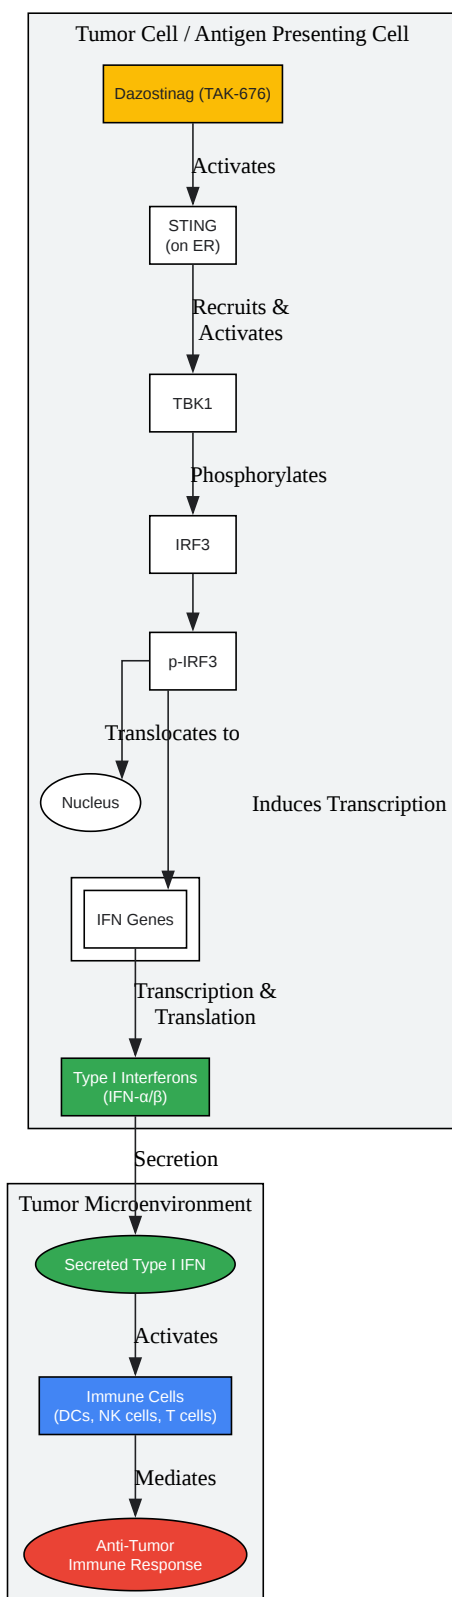 Tumor Cell / Antigen Presenting Cell
Dazostinag (TAK-676)
Activates
STING
(on ER)
Recruits &
Activates
TBK1
Phosphorylates
IRF3
p-IRF3
Translocates to
Nucleus
Induces Transcription
IFN Genes
Transcription &
Translation
Type I Interferons
(IFN-α/β)
Secretion
Tumor Microenvironment
Secreted Type I IFN
Activates
Immune Cells
(DCs, NK cells, T cells)
Mediates
Anti-Tumor
Immune Response